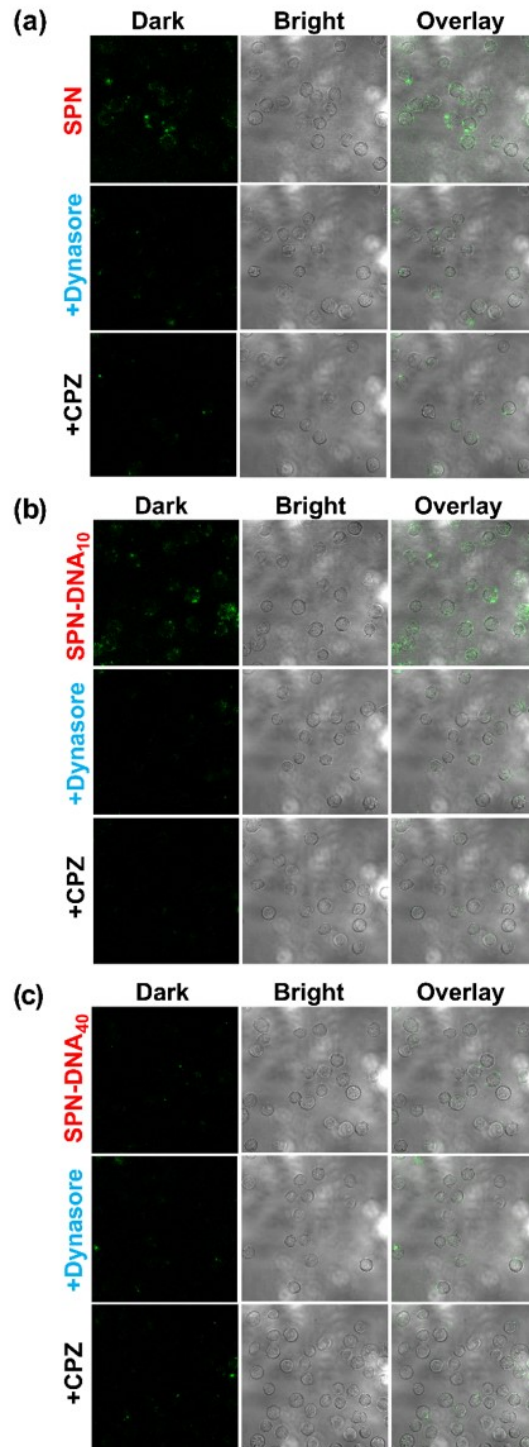 (a)
Dark Bright Overlay
SPN
+Dynasore
+CPZ
(b)
Dark Bright Overlay
SPN-DNA₁₀
+Dynasore
+CPZ
(c)
Dark Bright Overlay
SPN-DNA₄₀
+Dynasore
+CPZ